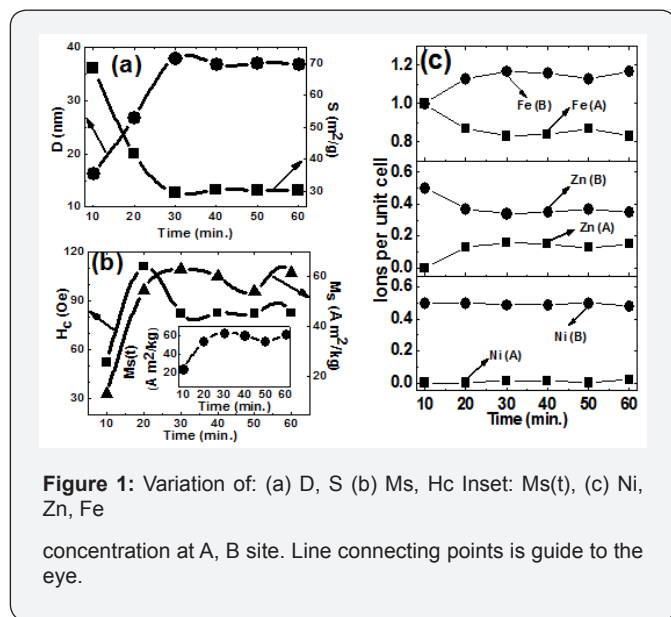 (a)
40
30
20
10
D (nm)
70
60
50
40
30
S (m²/g)
10 20 30 40 50 60
Time (min.)
(b)
120
90
60
30
Hc (Oe)
60
40
20
Ms (A m²/kg)
Ms(t)
(A m2/kg)
60
40
20
10 20 30 40 50 60
Time (min.)
10 20 30 40 50 60
Time (min.)
(c)
Ions per unit cell
1.2
1.0
0.8
Fe (B)
Fe(A)
0.6
0.4
0.2
0.0
Zn (B)
Zn(A)
0.6
0.4
0.2
0.0
Ni(A)
Ni(B)
10 20 30 40 50 60
Time (min.)
Figure 1: Variation of: (a) D, S (b) Ms, Hc Inset: Ms(t), (c) Ni,
Zn, Fe
concentration at A, B site. Line connecting points is guide to the
eye.